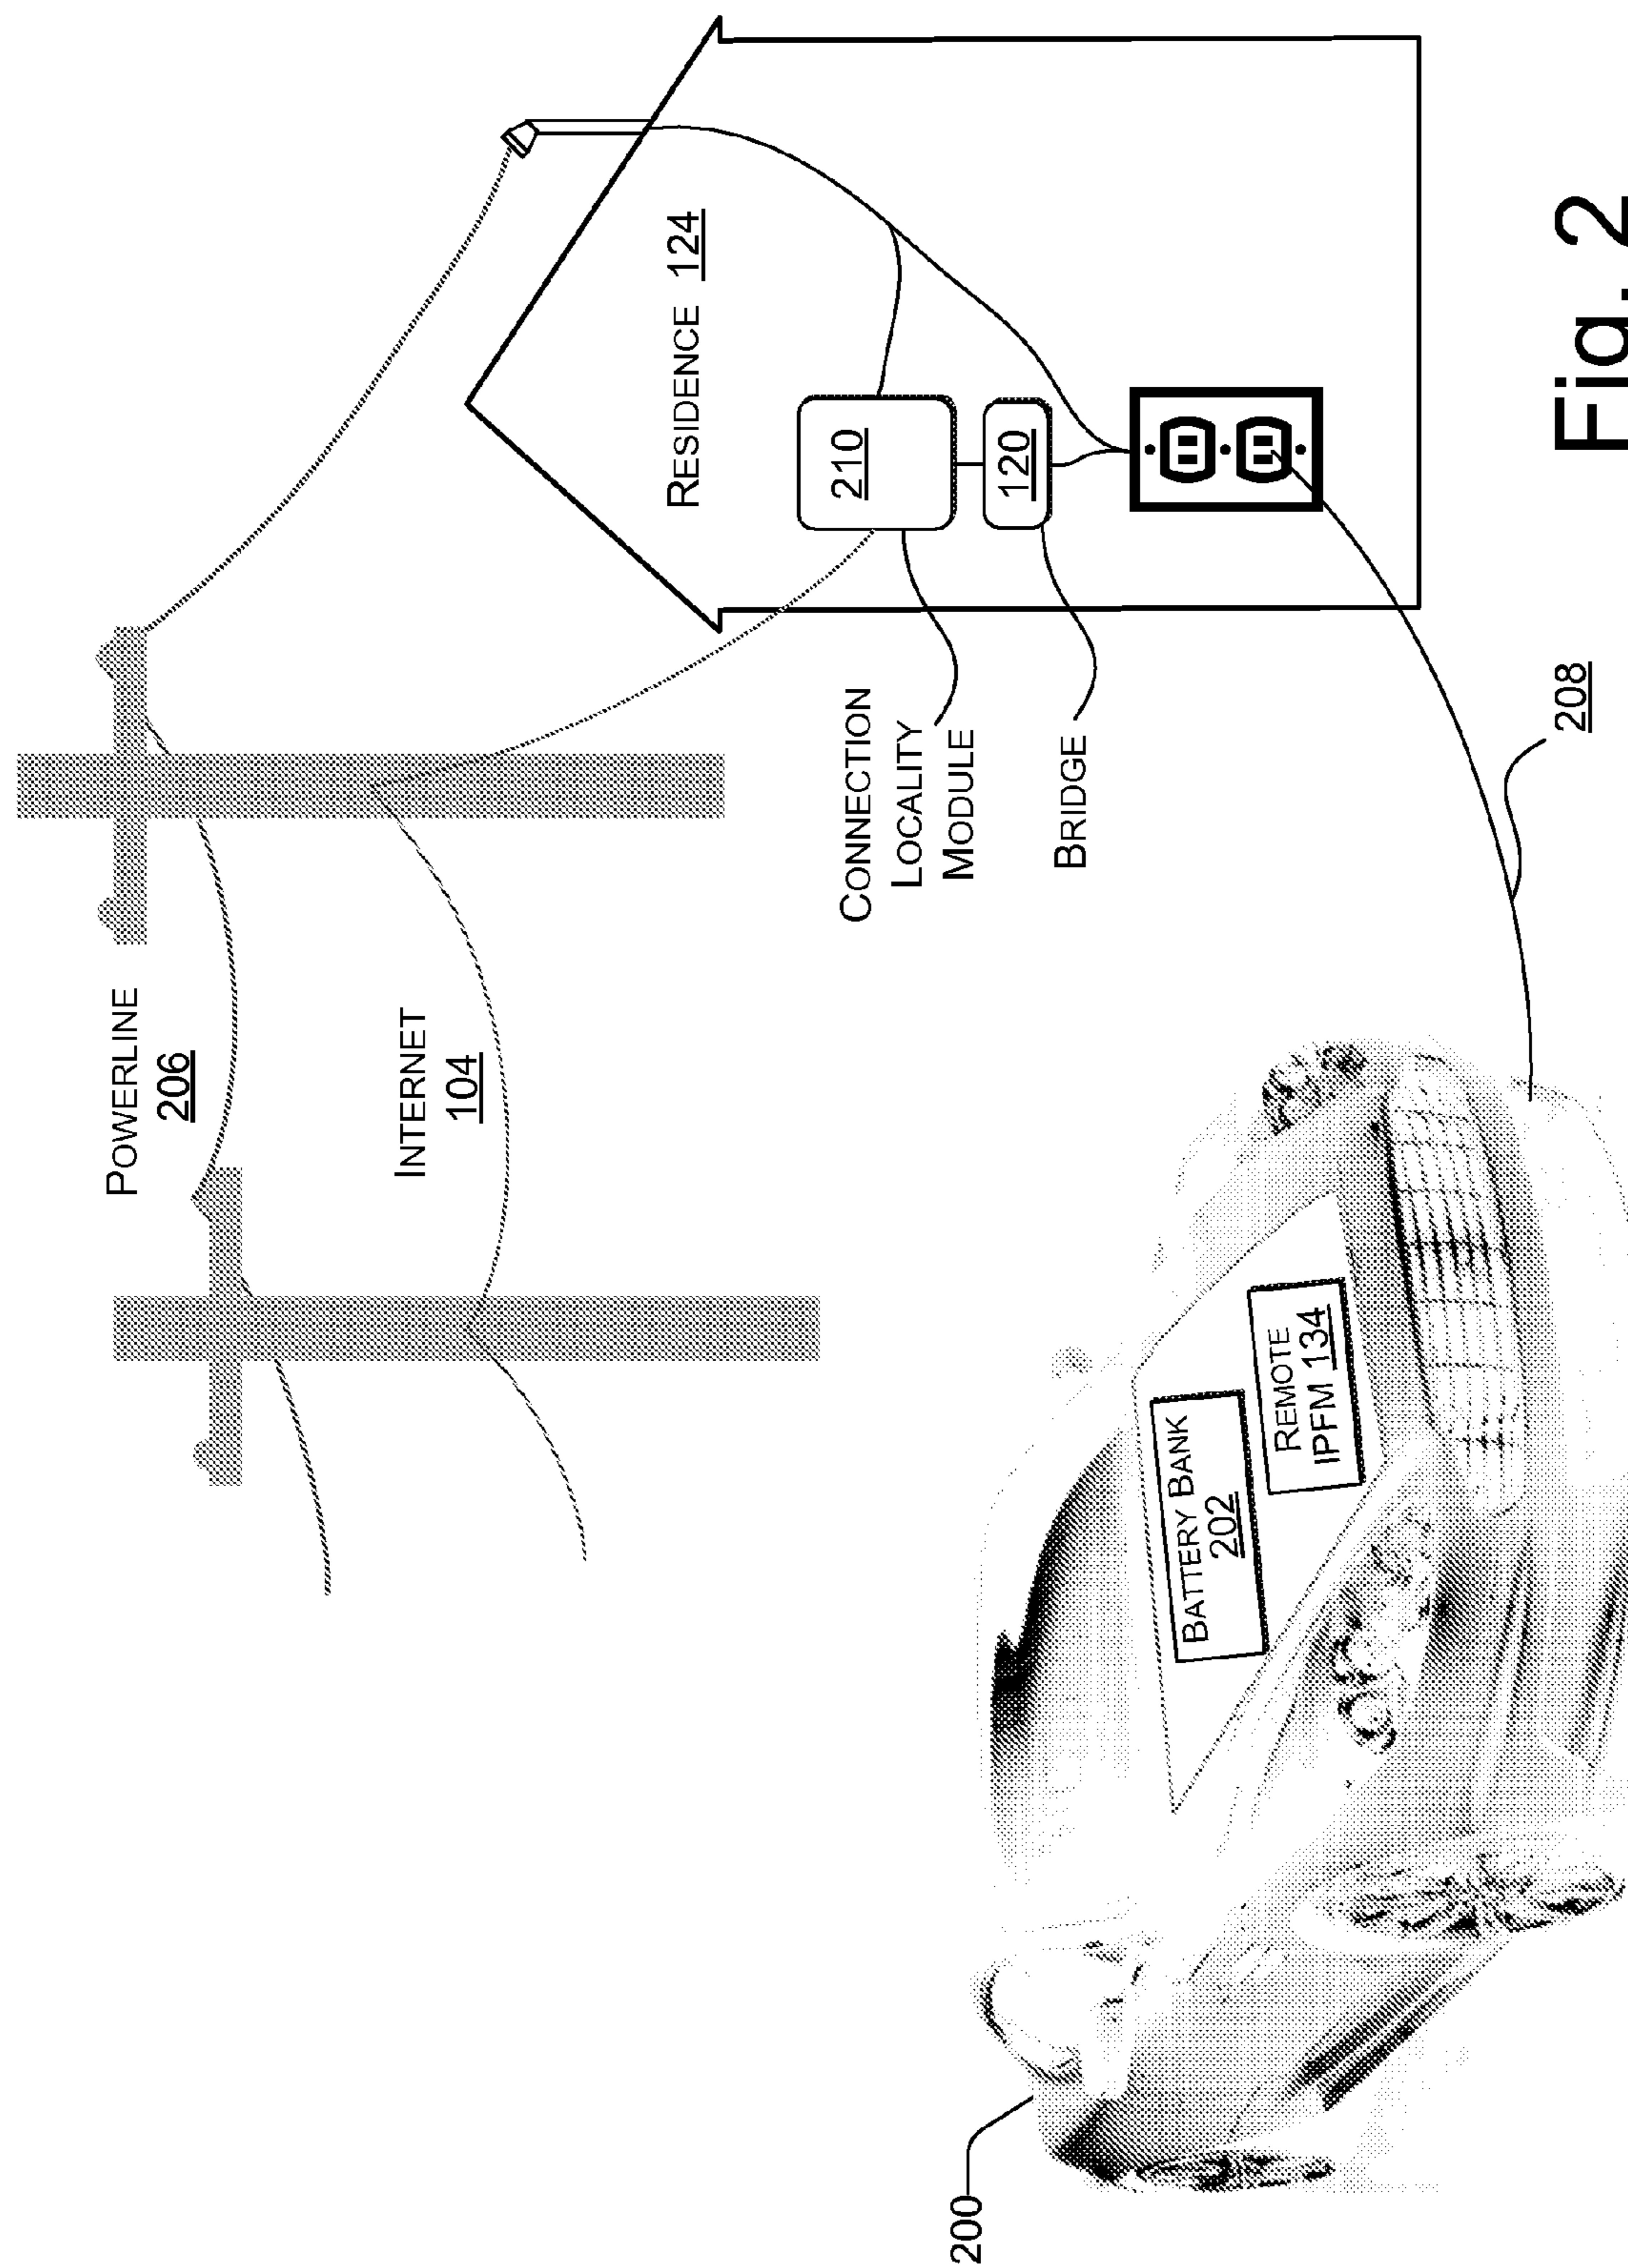 POWERLINE
206
INTERNET
104
RESIDENCE 124
210
120
CONNECTION
LOCALITY
MODULE
BRIDGE
208
BATTERY BANK
202
REMOTE
IPFM 134
200
Fig. 2